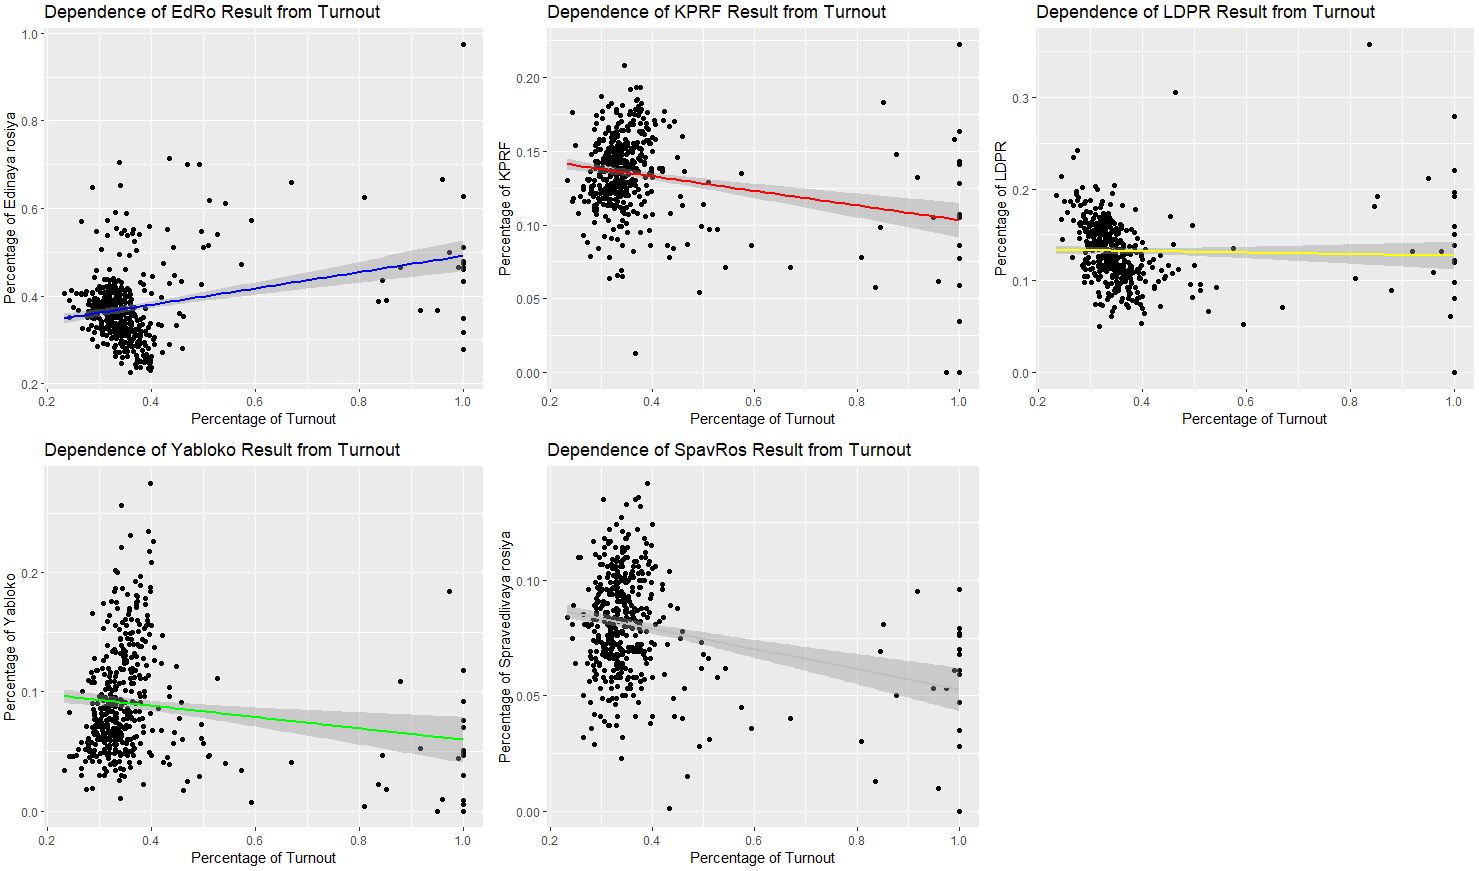 Dependence of EdRo Result from Turnout
Percentage of Edinaya rosiya
1.0
0.8
0.6
0.4
0.2
0.2 0.4 0.6 0.8 1.0
Percentage of Turnout
Dependence of KPRF Result from Turnout
Percentage of KPRF
0.20
0.15
0.10
0.05
0.00
0.2 0.4 0.6 0.8 1.0
Percentage of Turnout
Dependence of LDPR Result from Turnout
Percentage of LDPR
0.3
0.2
0.1
0.0
0.2 0.4 0.6 0.8 1.0
Percentage of Turnout
Dependence of Yabloko Result from Turnout
Percentage of Yabloko
0.2
0.1
0.0
0.2 0.4 0.6 0.8 1.0
Percentage of Turnout
Dependence of SpavRos Result from Turnout
Percentage of Spravedlivaya rosiya
0.10
0.05
0.00
0.2 0.4 0.6 0.8 1.0
Percentage of Turnout